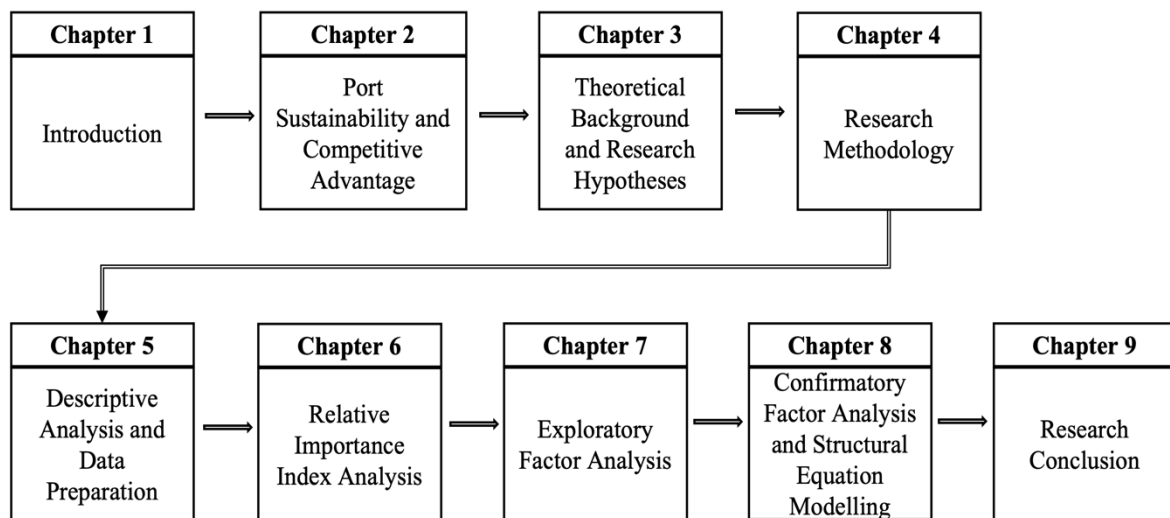 Chapter 1
Introduction
Chapter 2
Port
Sustainability and
Competitive
Advantage
Chapter 3
Theoretical
Background
and Research
Hypotheses
Chapter 4
Research
Methodology
Chapter 5
Descriptive
Analysis and
Data
Preparation
Chapter 6
Relative
Importance
Index Analysis
Chapter 7
Exploratory
Factor Analysis
Chapter 8
Confirmatory
Factor Analysis
and Structural
Equation
Modelling
Chapter 9
Research
Conclusion